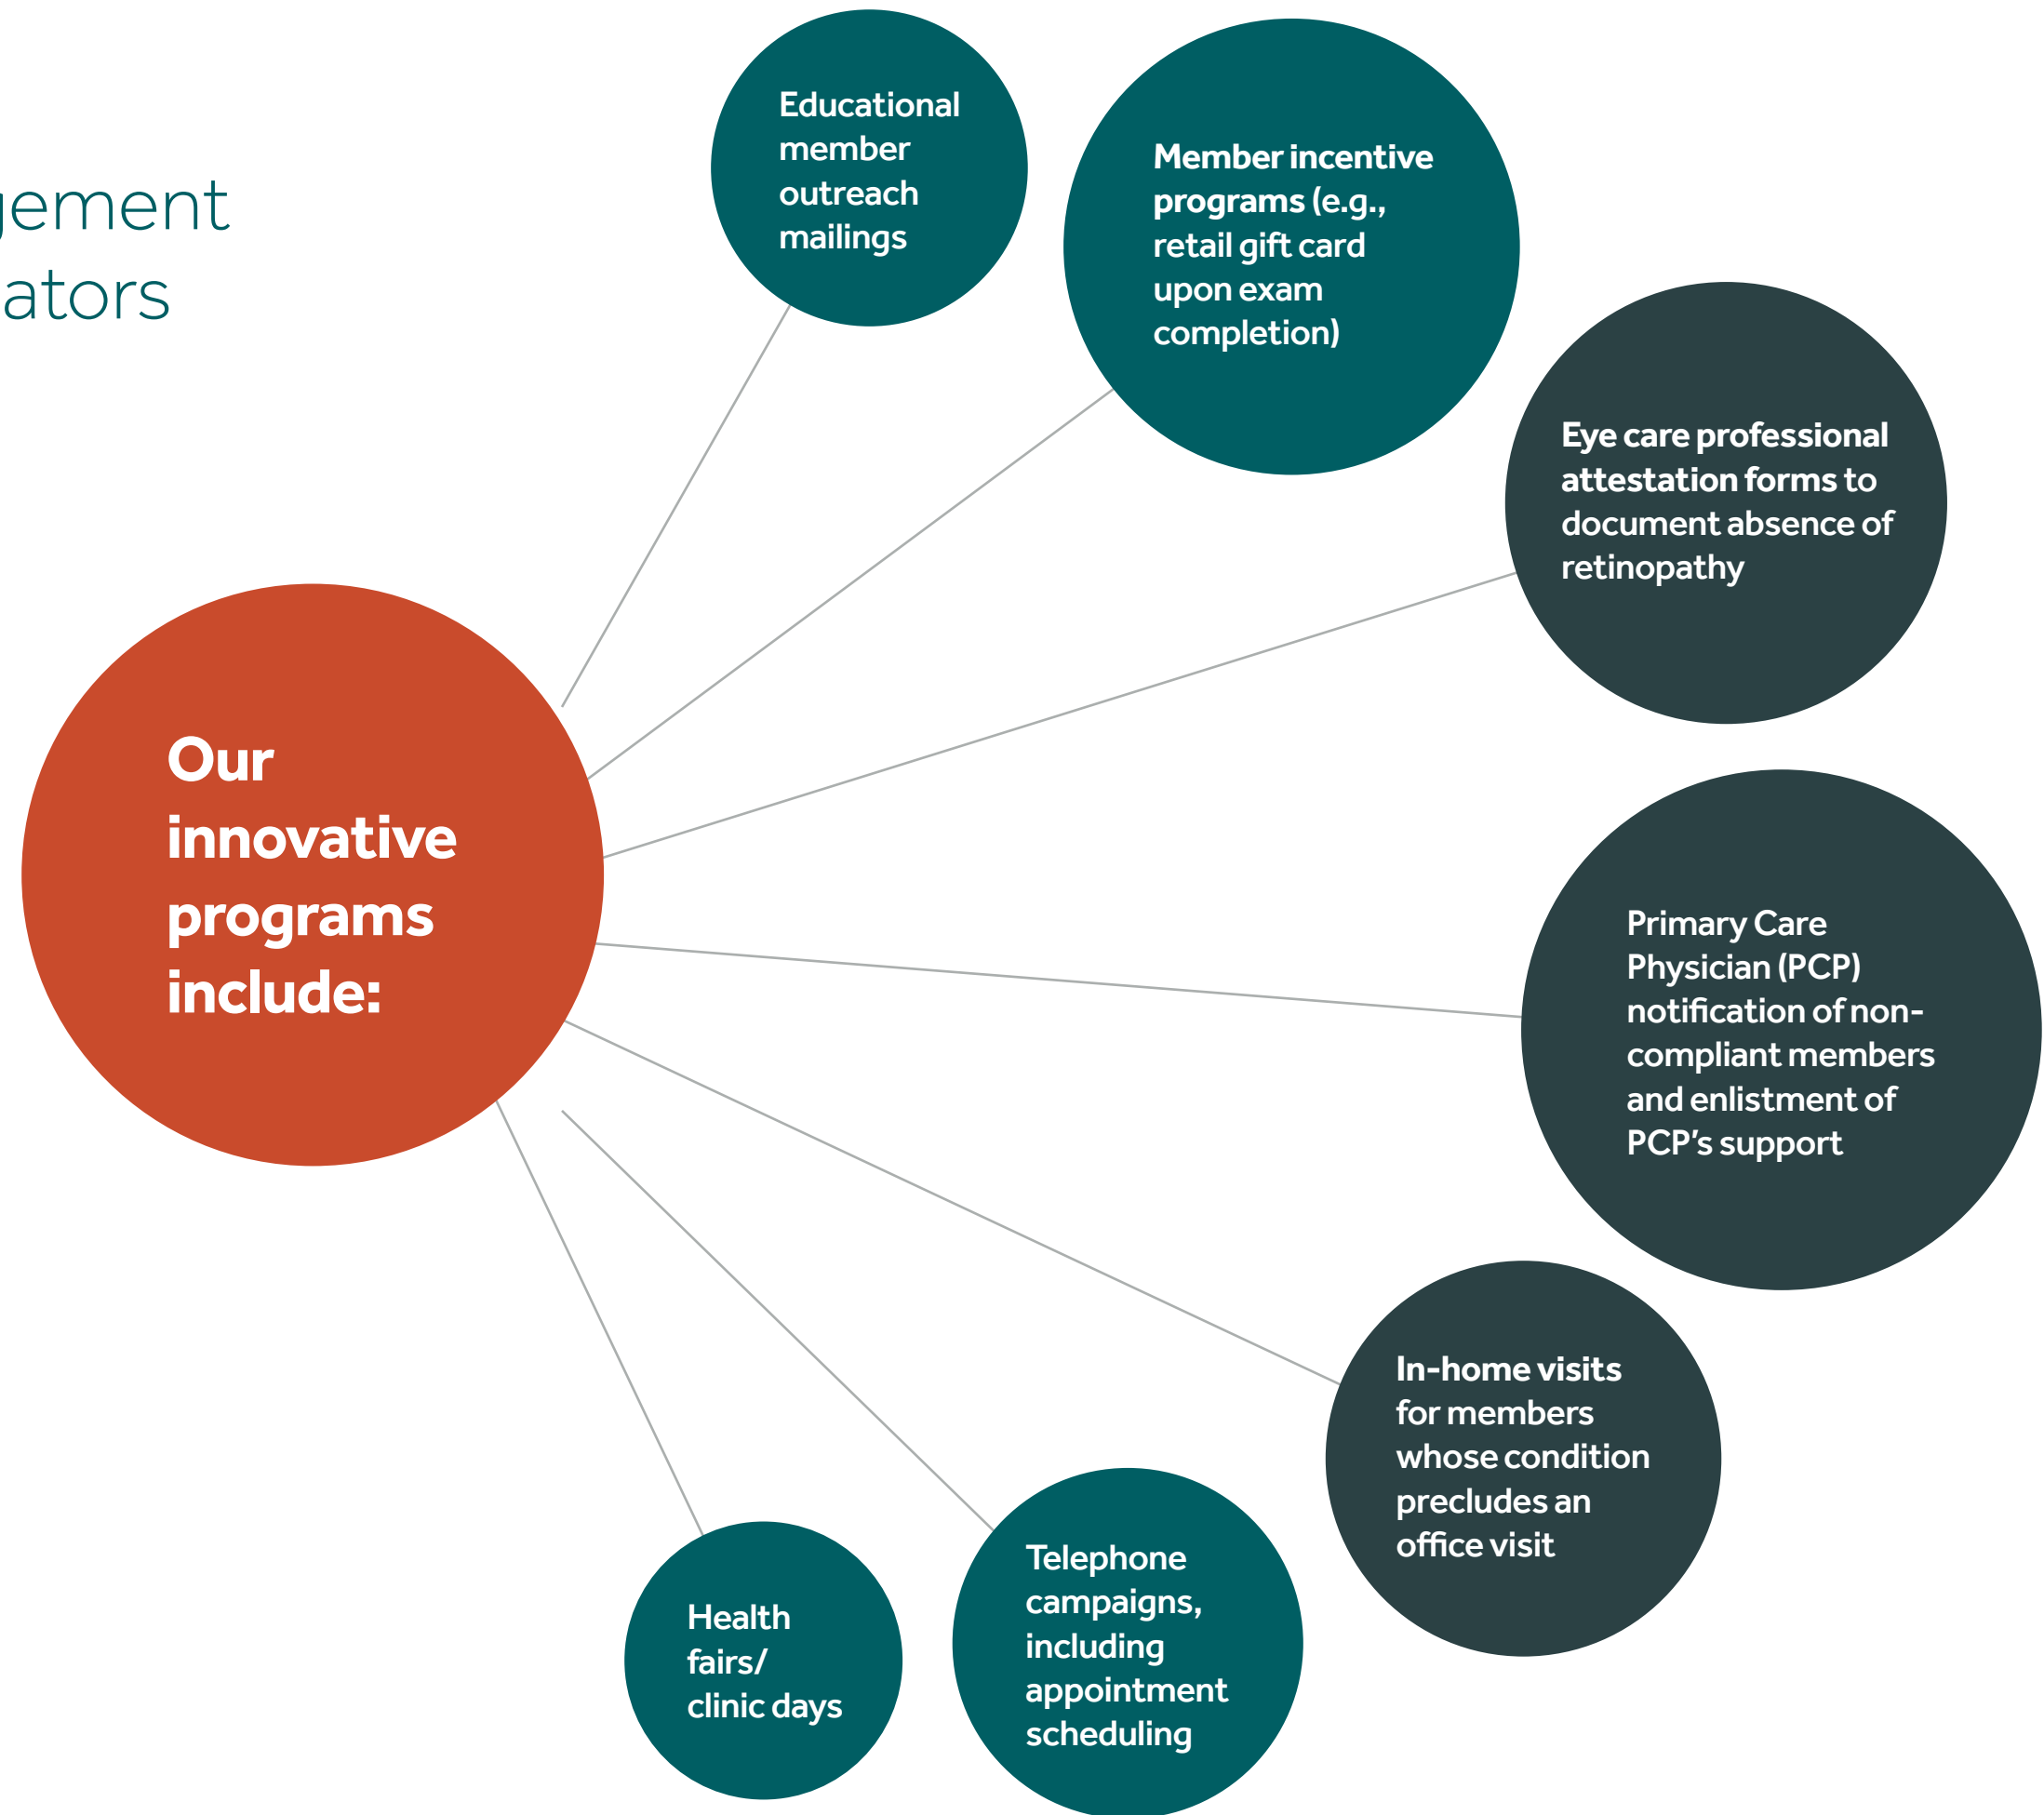 gement
ators
Educational
member
outreach
mailings
Member incentive
programs (e.g.,
retail gift card
upon exam
completion)
Eye care professional
attestation forms to
document absence of
retinopathy
Our
innovative
programs
include:
Primary Care
Physician (PCP)
notification of non-
compliant members
and enlistment of
PCP's support
In-home visits
for members
whose condition
precludes an
office visit
Telephone
campaigns,
including
appointment
scheduling
Health
fairs/
clinic days